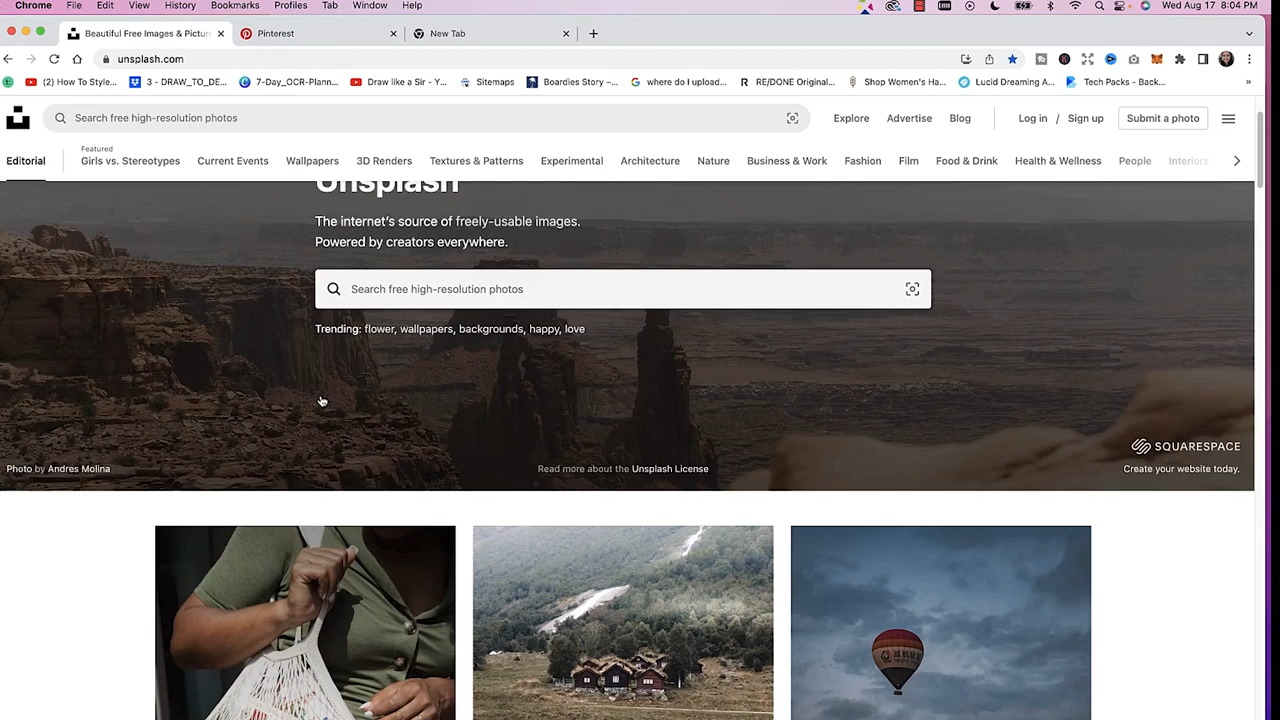 Chrome File Edit View History Bookmarks Profiles Tab Window Help Wed Aug 17 8:04 PM
Beautiful Free Images & Pictur Pinterest New Tab
unsplash.com
(2) How To Style... 3 - DRAW_TO_DE... 7-Day_OCR-Plann... Draw like a Sir - Y... Sitemaps Boardies Story –... where do I upload... RE/DONE Original... Shop Women's Ha... Lucid Dreaming A... Tech Packs - Back... »
Search free high-resolution photos Explore Advertise Blog Log in / Sign up Submit a photo
Featured
Editorial Girls vs. Stereotypes Current Events Wallpapers 3D Renders Textures & Patterns Experimental Architecture Nature Business & Work Fashion Film Food & Drink Health & Wellness People Interiors
Unsplash
The internet's source of freely-usable images.
Powered by creators everywhere.
Search free high-resolution photos
Trending: flower, wallpapers, backgrounds, happy, love
SQUARESPACE
Photo by Andres Molina Read more about the Unsplash License Create your website today.